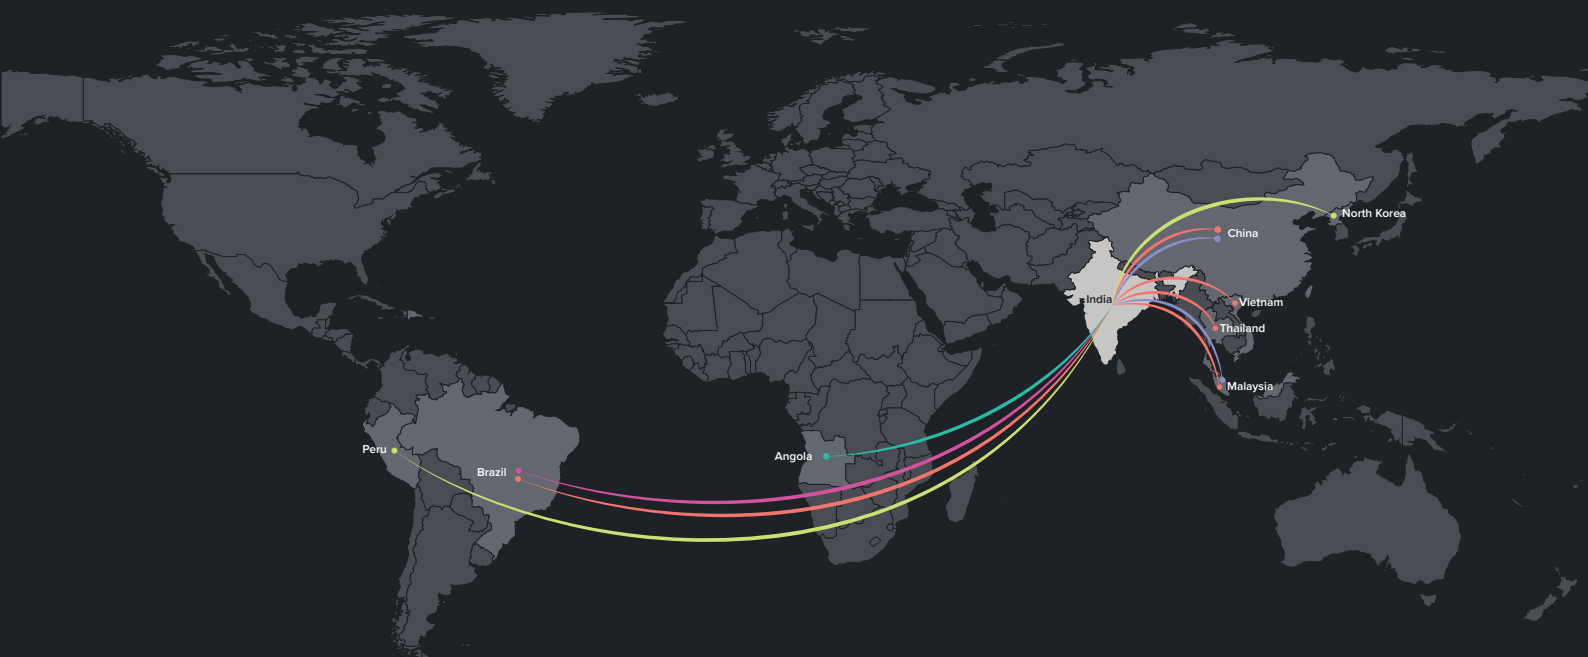 North Korea
China
India
Vietnam
Thailand
Malaysia
Peru
Angola
Brazil